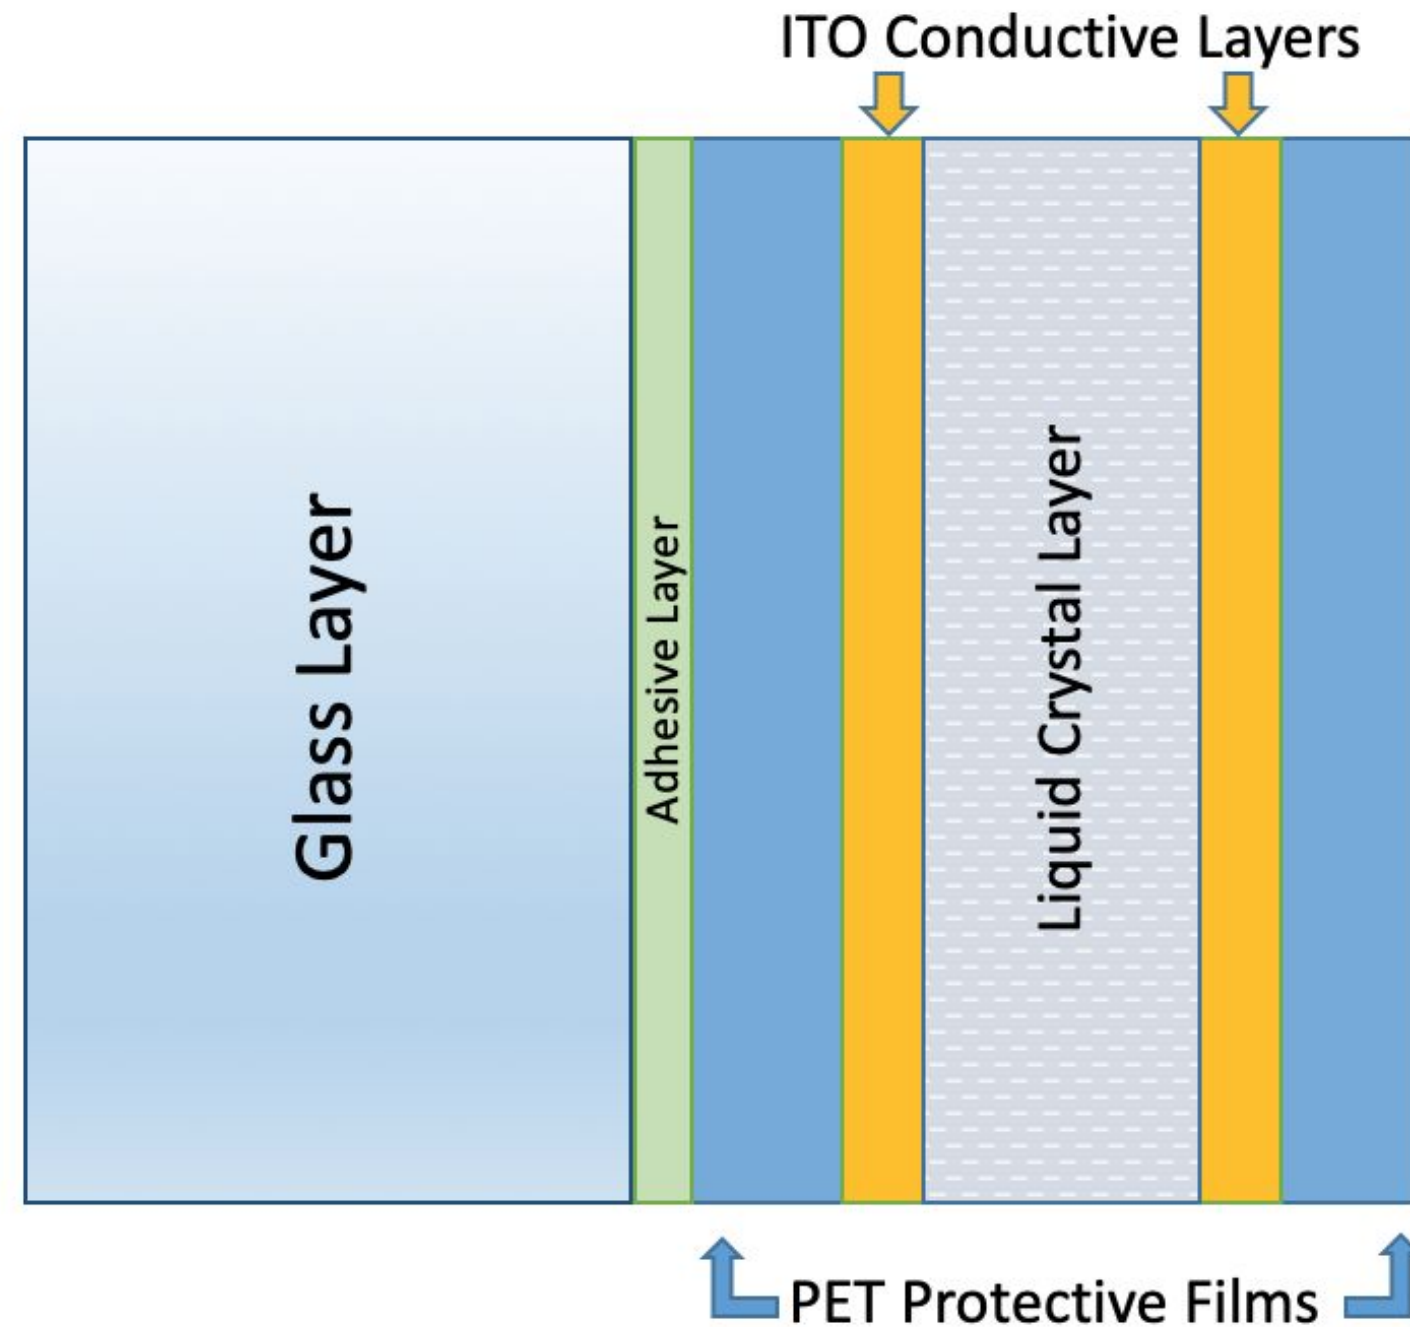 ITO Conductive Layers
Glass Layer
Adhesive Layer
Liquid Crystal Layer
PET Protective Films